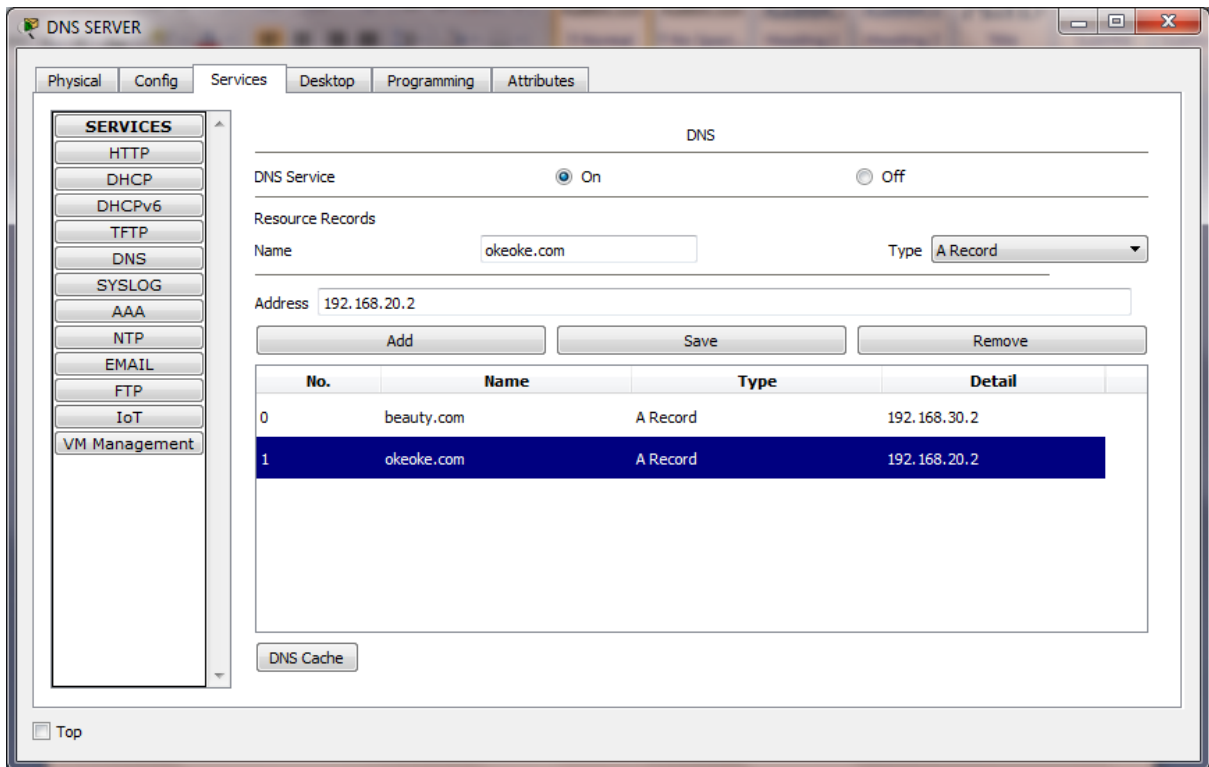 DNS SERVER
Physical Config Services Desktop Programming Attributes
SERVICES
HTTP
DHCP
DHCPv6
TFTP
DNS
SYSLOG
AAA
NTP
EMAIL
FTP
IoT
VM Management
DNS
DNS Service On Off
Resource Records
Name okeoke.com Type A Record
Address 192.168.20.2
Add Save Remove
No. Name Type Detail
0 beauty.com A Record 192.168.30.2
1 okeoke.com A Record 192.168.20.2
DNS Cache
Top